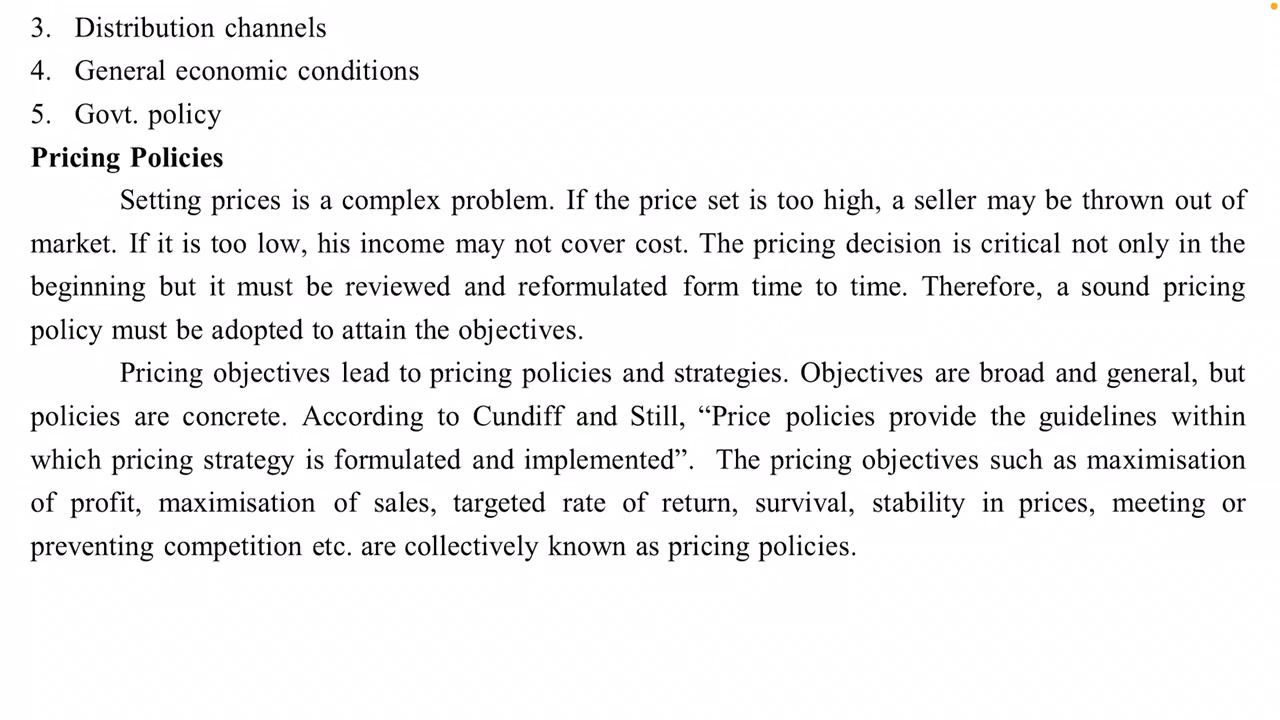 3. Distribution channels
4. General economic conditions
5. Govt. policy
Pricing Policies
Setting prices is a complex problem. If the price set is too high, a seller may be thrown out of
market. If it is too low, his income may not cover cost. The pricing decision is critical not only in the
beginning but it must be reviewed and reformulated form time to time. Therefore, a sound pricing
policy must be adopted to attain the objectives.
Pricing objectives lead to pricing policies and strategies. Objectives are broad and general, but
policies are concrete. According to Cundiff and Still, “Price policies provide the guidelines within
which pricing strategy is formulated and implemented”. The pricing objectives such as maximisation
of profit, maximisation of sales, targeted rate of return, survival, stability in prices, meeting or
preventing competition etc. are collectively known as pricing policies.